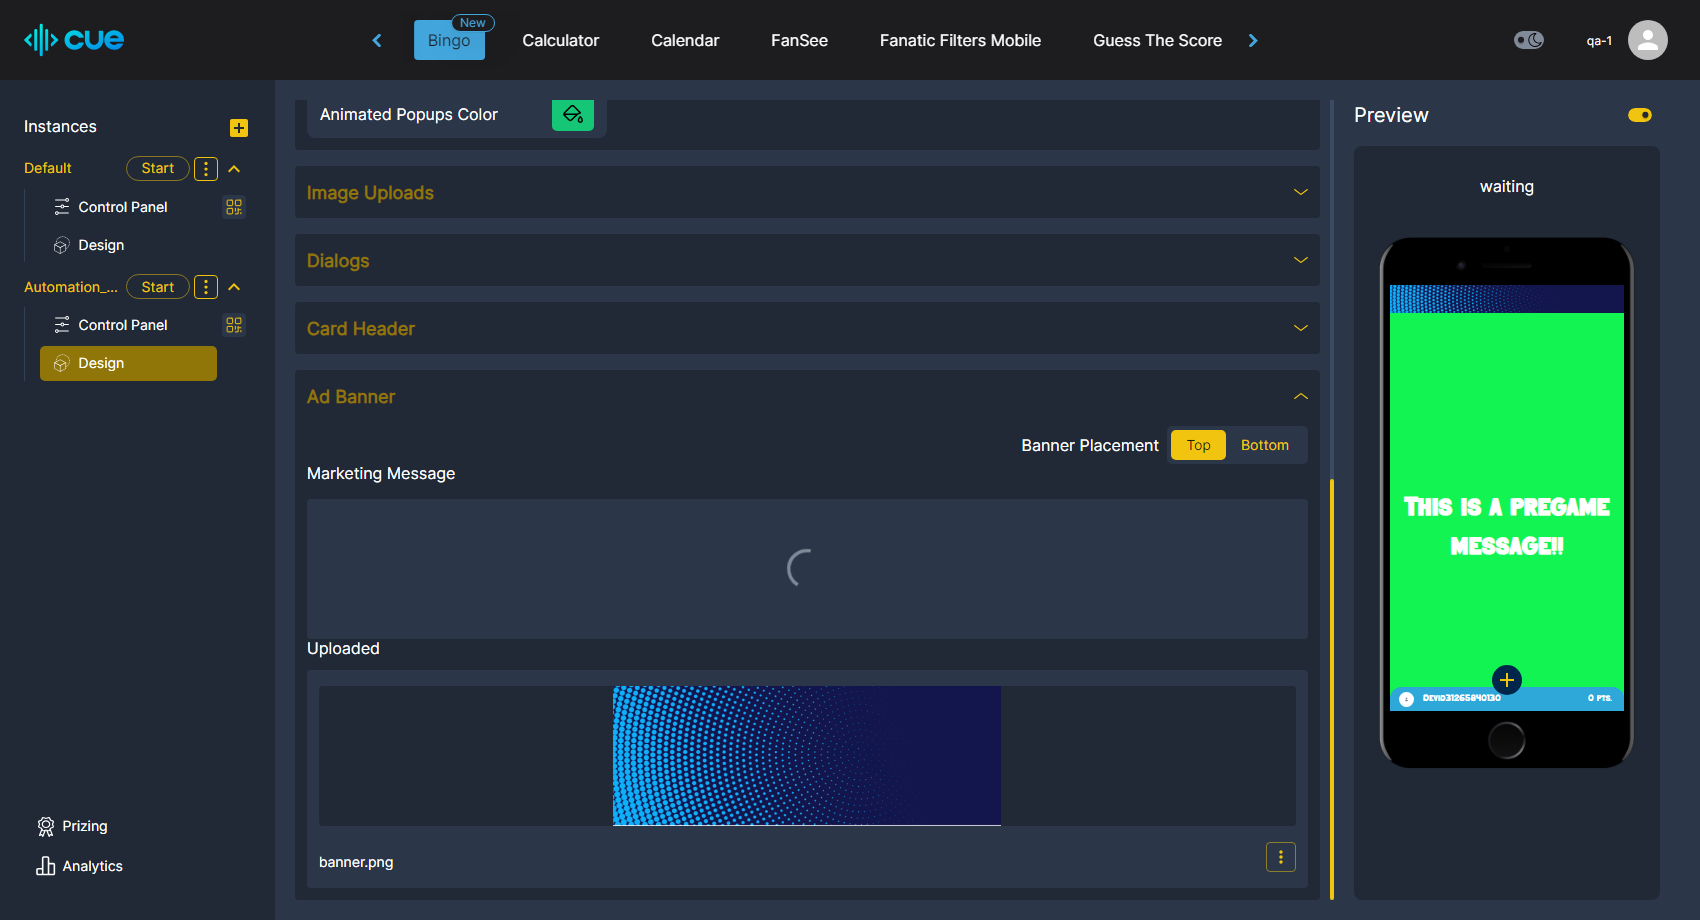 cue
New
Bingo
Calculator
Calendar
FanSee
Fanatic Filters Mobile
Guess The Score
qa-1
Instances
Default
Start
Control Panel
Design
Automation_...
Start
Control Panel
Design
Prizing
Analytics
Animated Popups Color
Image Uploads
Dialogs
Card Header
Ad Banner
Banner Placement
Top
Bottom
Marketing Message
Uploaded
banner.png
Preview
waiting
This is a pregame
message!!
1
Devid31265840130
0 pts.